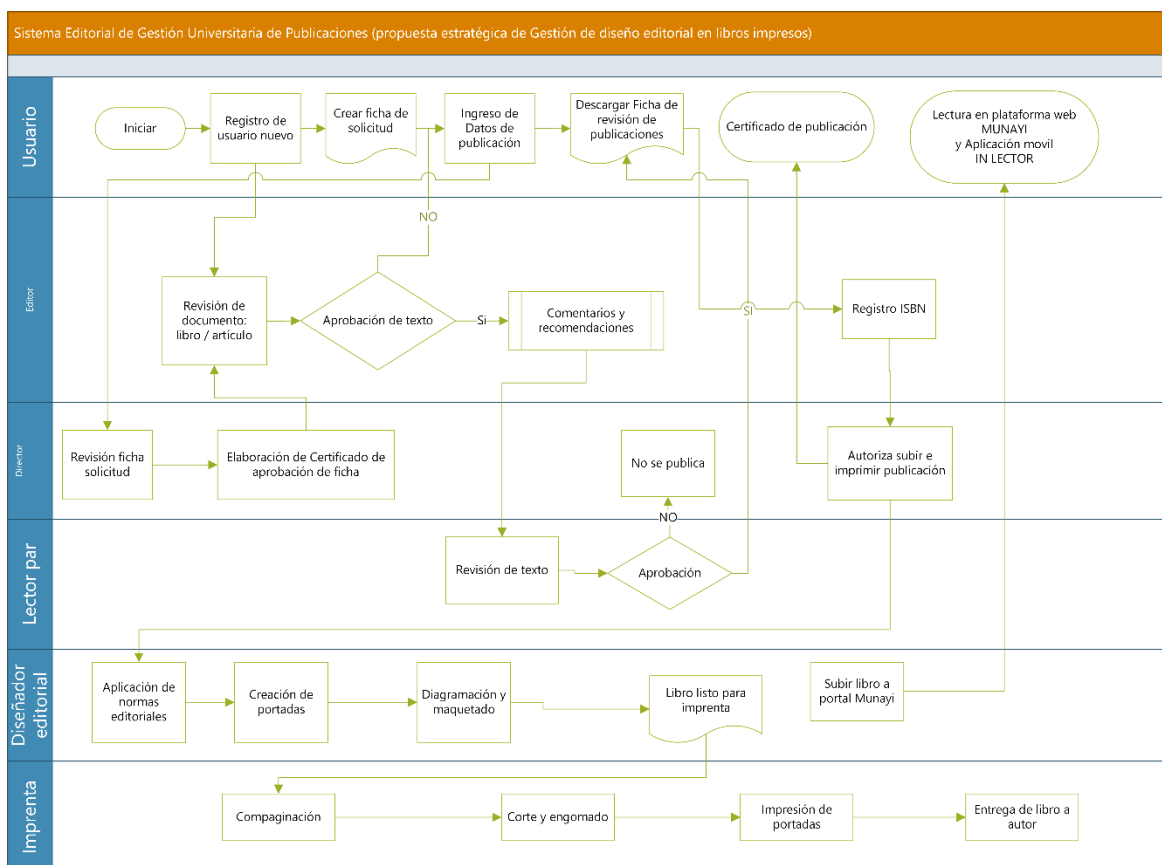 Sistema Editorial de Gestión Universitaria de Publicaciones (propuesta estratégica de Gestión de diseño editorial en libros impresos)
Usuario
Iniciar
Registro de
usuario nuevo
Crear ficha de
solicitud
Ingreso de
Datos de
publicación
Descargar Ficha de
revisión de
publicaciones
Certificado de publicación
Lectura en plataforma web
MUNAYI
y Aplicación movil
IN LECTOR
Editor
NO
Revisión de
documento:
libro / artículo
Aprobación de texto
Si
Comentarios y
recomendaciones
SI
Registro ISBN
Director
Revisión ficha
solicitud
Elaboración de Certificado de
aprobación de ficha
No se publica
Autoriza subir e
imprimir publicación
NO
Lector par
Revisión de texto
Aprobación
Diseñador
editorial
Aplicación de
normas
editoriales
Creación de
portadas
Diagramación y
maquetado
Libro listo para
imprenta
Subir libro a
portal Munayi
Imprenta
Compaginación
Corte y engomado
Impresión de
portadas
Entrega de libro a
autor